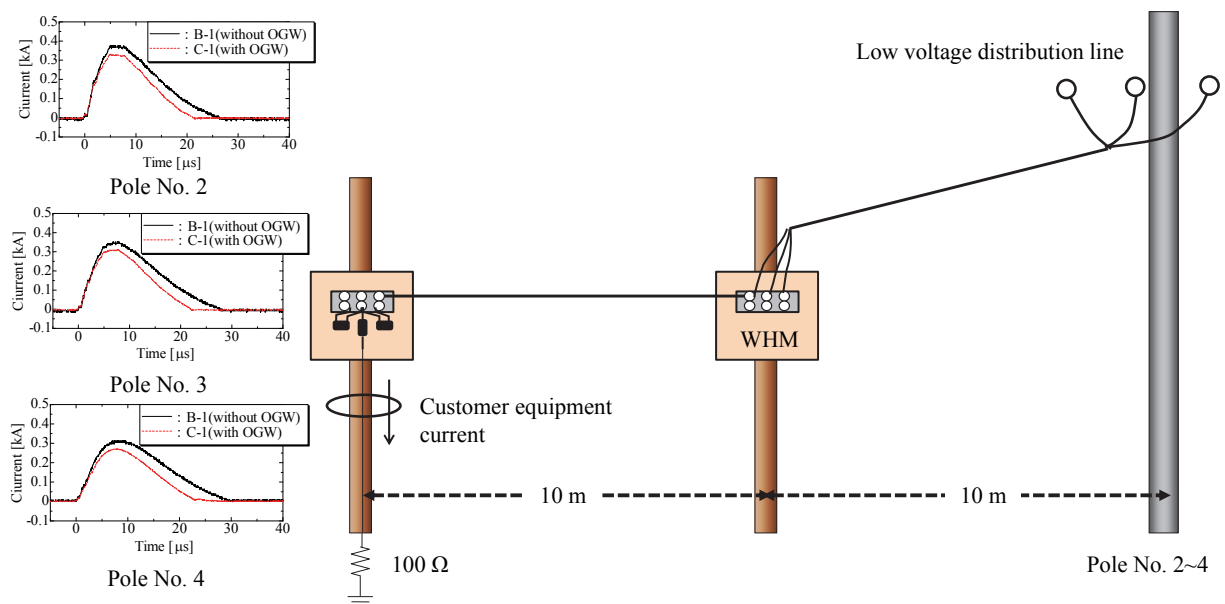 : B-1(without OGW)
: C-1(with OGW)
0.5
0.4
0.3
0.2
0.1
0
-0.1
Ciurrent [kA]
0 10 20 30 40
Time [μs]
Pole No. 2
: B-1(without OGW)
: C-1(with OGW)
0.5
0.4
0.3
0.2
0.1
0
-0.1
Ciurrent [kA]
0 10 20 30 40
Time [μs]
Pole No. 3
: B-1(without OGW)
: C-1(with OGW)
0.5
0.4
0.3
0.2
0.1
0
-0.1
Ciurrent [kA]
0 10 20 30 40
Time [μs]
Pole No. 4
Low voltage distribution line
WHM
Customer equipment
current
10 m
10 m
100 Ω
Pole No. 2~4